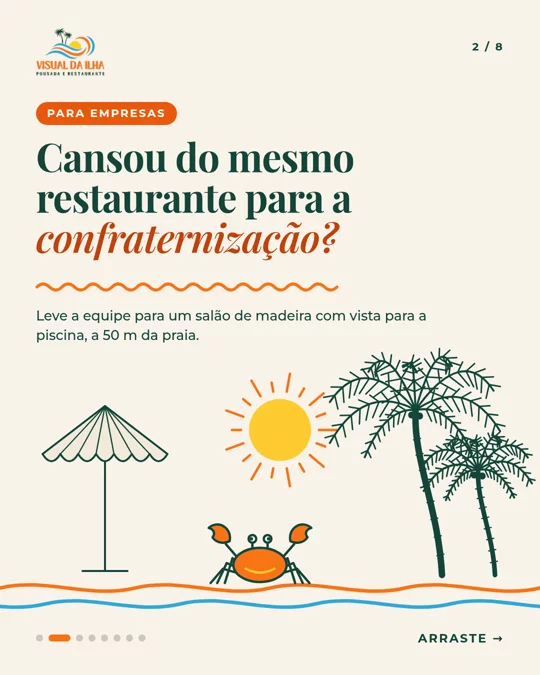 VISUAL DA ILHA
POUSADA E RESTAURANTE
2 / 8
PARA EMPRESAS
Cansou do mesmo
restaurante para a
confraternização?
Leve a equipe para um salão de madeira com vista para a
piscina, a 50 m da praia.
ARRASTE →